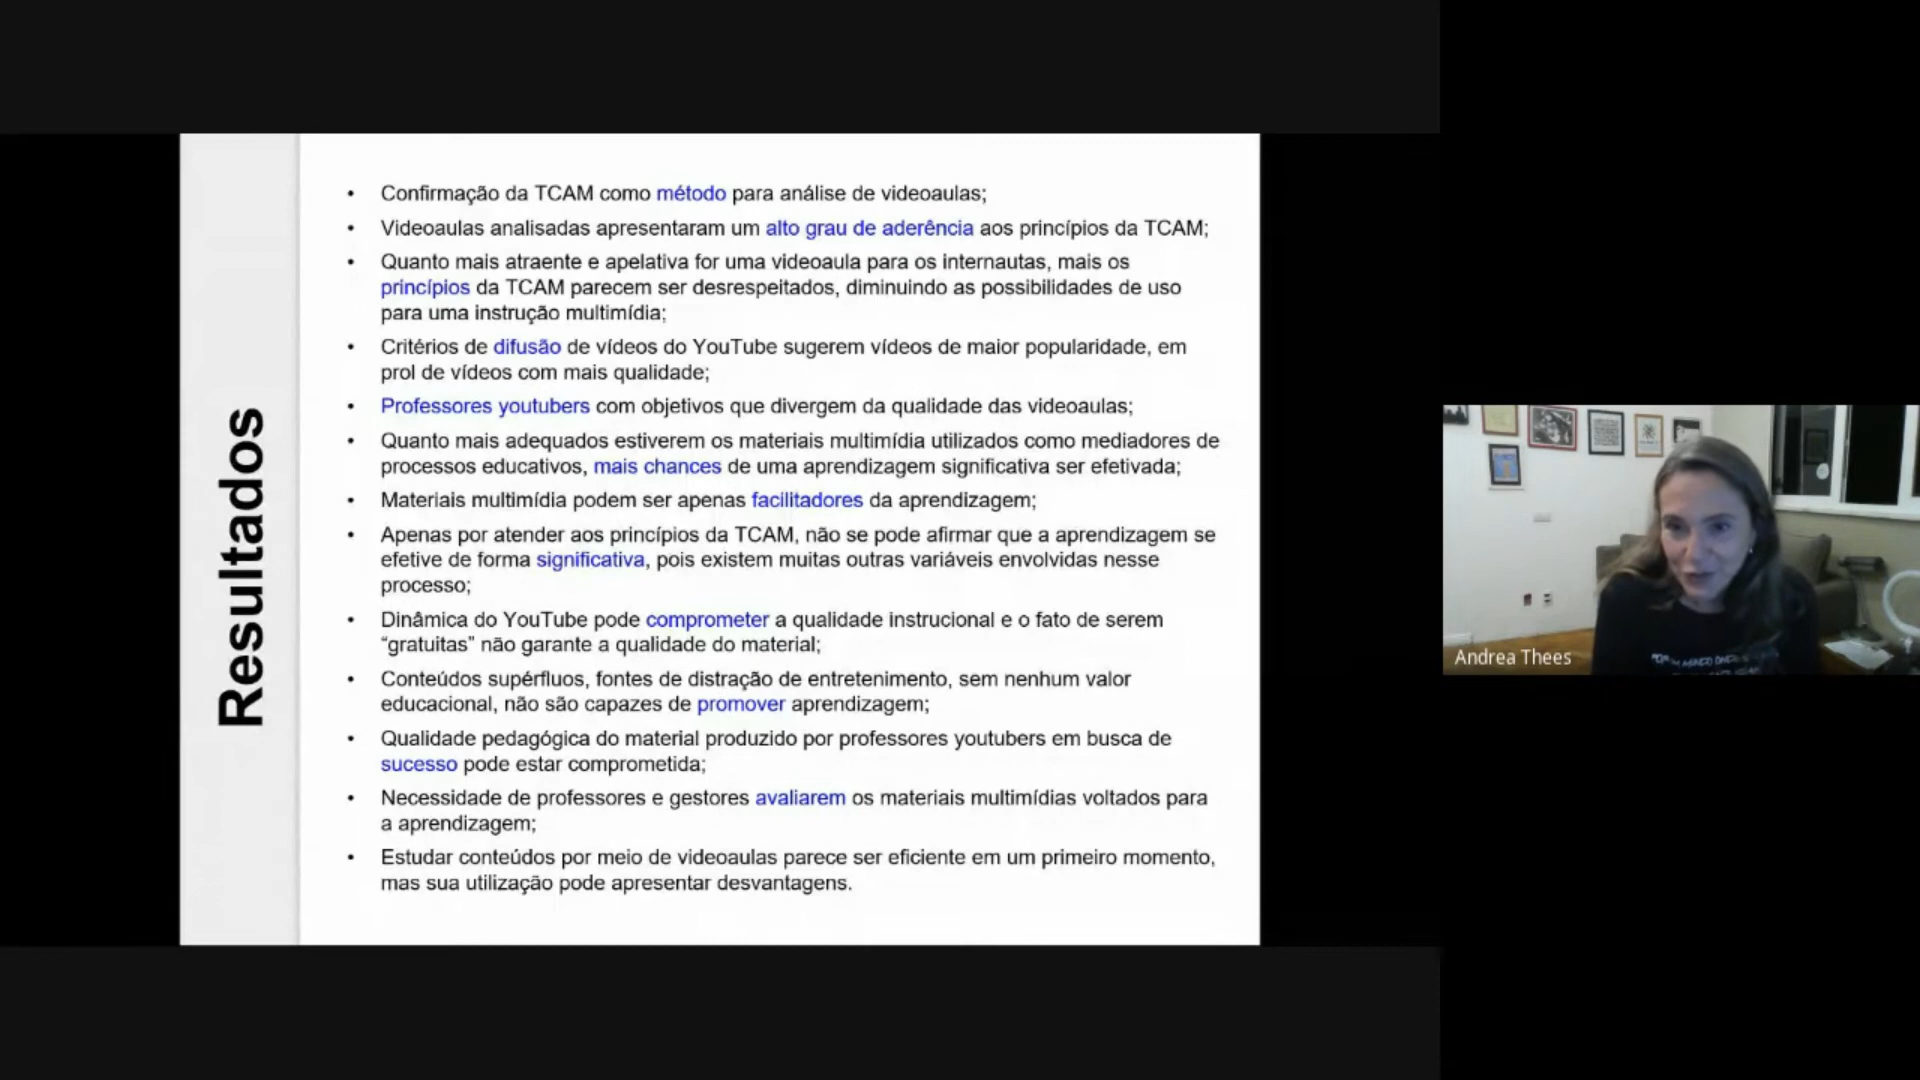 Resultados
• Confirmação da TCAM como método para análise de videoaulas;
• Videoaulas analisadas apresentaram um alto grau de aderência aos princípios da TCAM;
• Quanto mais atraente e apelativa for uma videoaula para os internautas, mais os
princípios da TCAM parecem ser desrespeitados, diminuindo as possibilidades de uso
para uma instrução multimídia;
• Critérios de difusão de vídeos do YouTube sugerem vídeos de maior popularidade, em
prol de vídeos com mais qualidade;
• Professores youtubers com objetivos que divergem da qualidade das videoaulas;
• Quanto mais adequados estiverem os materiais multimídia utilizados como mediadores de
processos educativos, mais chances de uma aprendizagem significativa ser efetivada;
• Materiais multimídia podem ser apenas facilitadores da aprendizagem;
• Apenas por atender aos princípios da TCAM, não se pode afirmar que a aprendizagem se
efetive de forma significativa, pois existem muitas outras variáveis envolvidas nesse
processo;
• Dinâmica do YouTube pode comprometer a qualidade instrucional e o fato de serem
“gratuitas” não garante a qualidade do material;
• Conteúdos supérfluos, fontes de distração de entretenimento, sem nenhum valor
educacional, não são capazes de promover aprendizagem;
• Qualidade pedagógica do material produzido por professores youtubers em busca de
sucesso pode estar comprometida;
• Necessidade de professores e gestores avaliarem os materiais multimídias voltados para
a aprendizagem;
• Estudar conteúdos por meio de videoaulas parece ser eficiente em um primeiro momento,
mas sua utilização pode apresentar desvantagens.
Andrea Thees